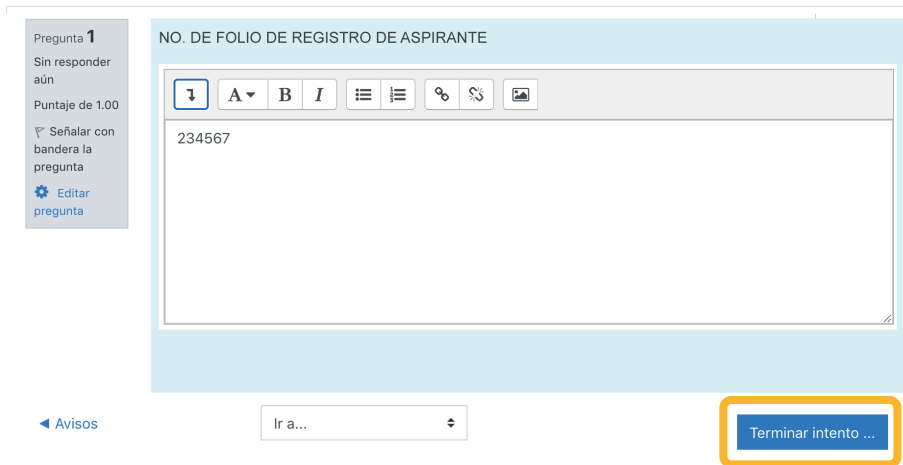 Pregunta 1
Sin responder
aún
Puntaje de 1.00
Señalar con
bandera la
pregunta
Editar
pregunta
NO. DE FOLIO DE REGISTRO DE ASPIRANTE
A B I
234567
◄ Avisos
Ir a...
Terminar intento ...